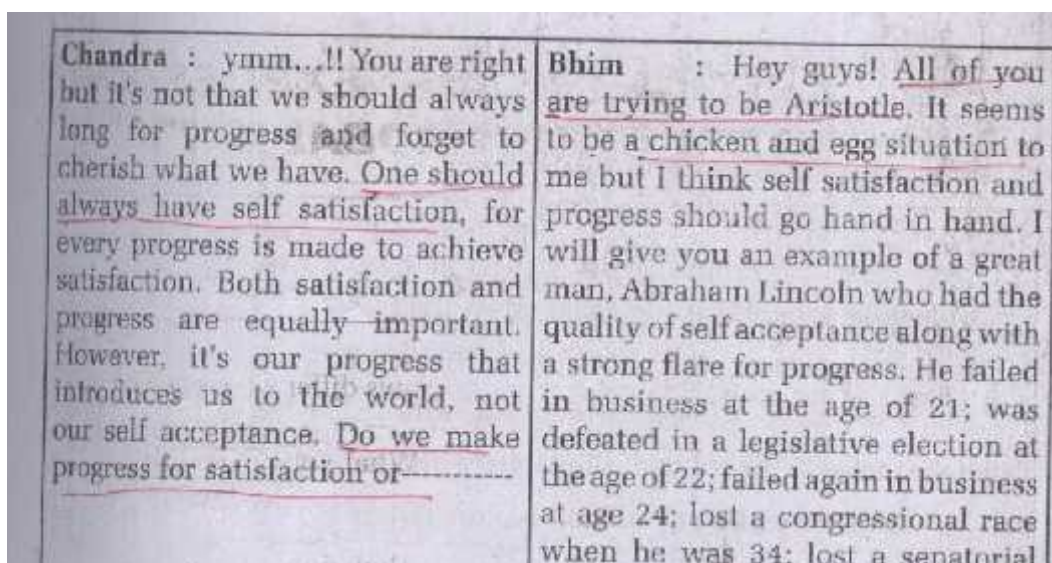 Chandra : ymm...!! You are right
but it's not that we should always
long for progress and forget to
cherish what we have. One should
always have self satisfaction, for
every progress is made to achieve
satisfaction. Both satisfaction and
progress are equally important.
However, it's our progress that
introduces us to the world, not
our self acceptance. Do we make
progress for satisfaction or-----------
Bhim : Hey guys! All of you
are trying to be Aristotle. It seems
to be a chicken and egg situation to
me but I think self satisfaction and
progress should go hand in hand. I
will give you an example of a great
man, Abraham Lincoln who had the
quality of self acceptance along with
a strong flare for progress. He failed
in business at the age of 21; was
defeated in a legislative election at
the age of 22; failed again in business
at age 24; lost a congressional race
when he was 34; lost a senatorial